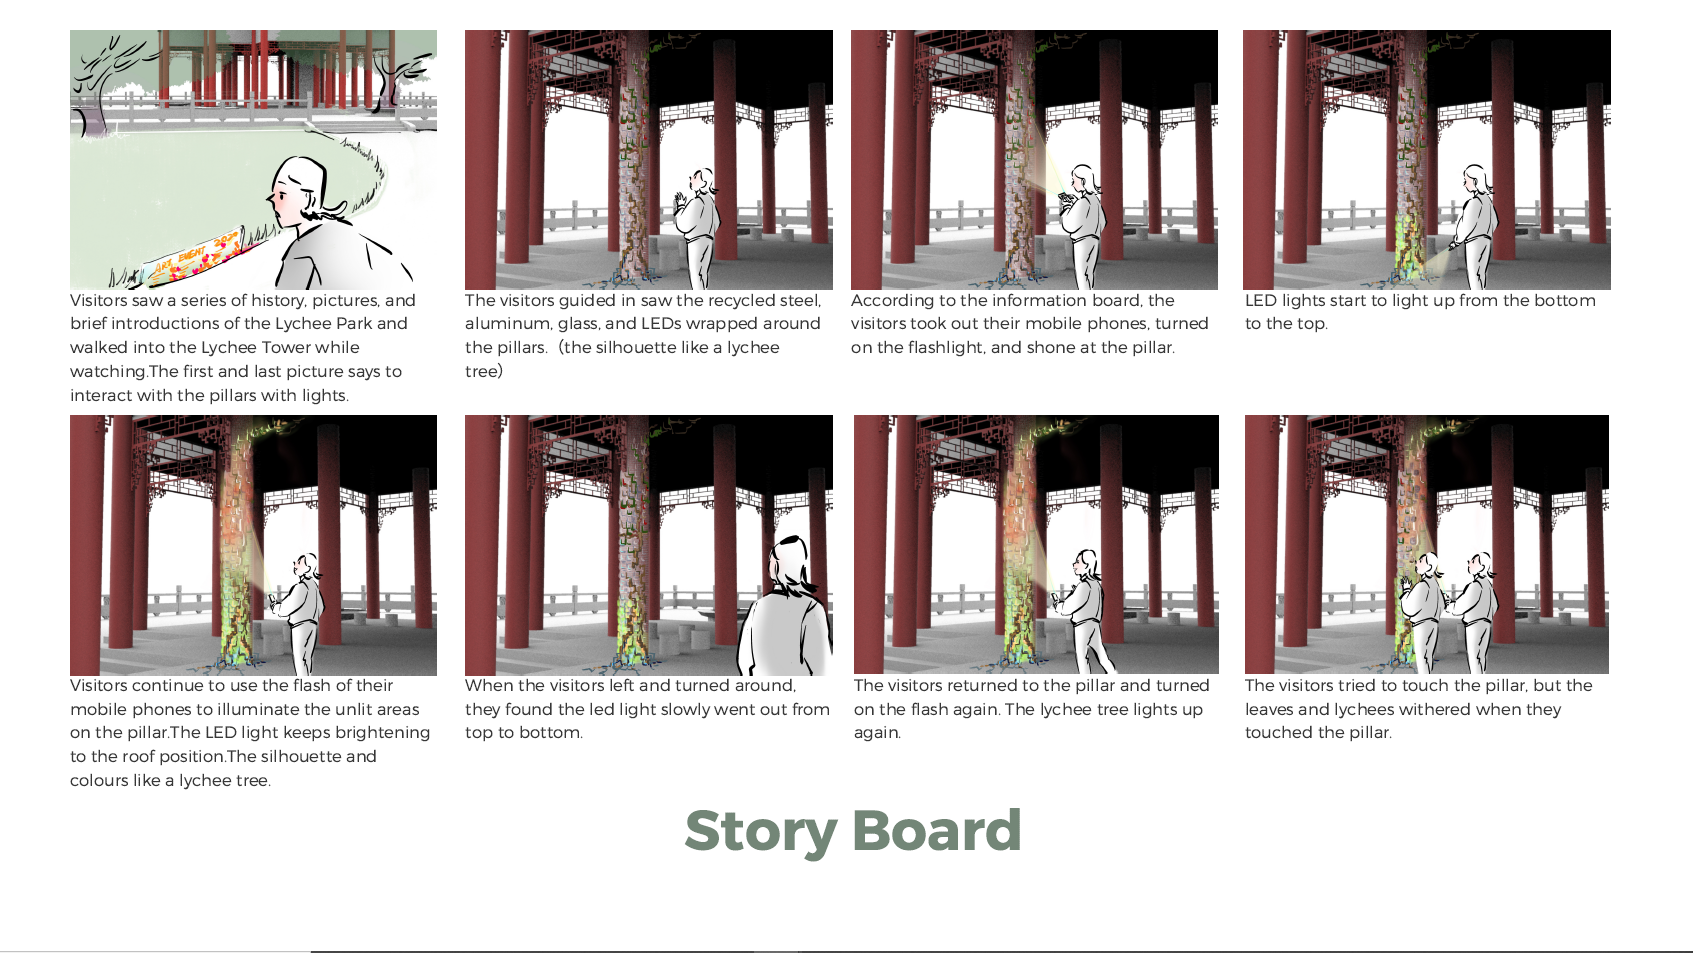 ART EVENT 202?
Visitors saw a series of history, pictures, and
brief introductions of the Lychee Park and
walked into the Lychee Tower while
watching.The first and last picture says to
interact with the pillars with lights.
The visitors guided in saw the recycled steel,
aluminum, glass, and LEDs wrapped around
the pillars.  (the silhouette like a lychee
tree)
According to the information board, the
visitors took out their mobile phones, turned
on the flashlight, and shone at the pillar.
LED lights start to light up from the bottom
to the top.
Visitors continue to use the flash of their
mobile phones to illuminate the unlit areas
on the pillar.The LED light keeps brightening
to the roof position.The silhouette and
colours like a lychee tree.
When the visitors left and turned around,
they found the led light slowly went out from
top to bottom.
The visitors returned to the pillar and turned
on the flash again. The lychee tree lights up
again.
The visitors tried to touch the pillar, but the
leaves and lychees withered when they
touched the pillar.
Story Board